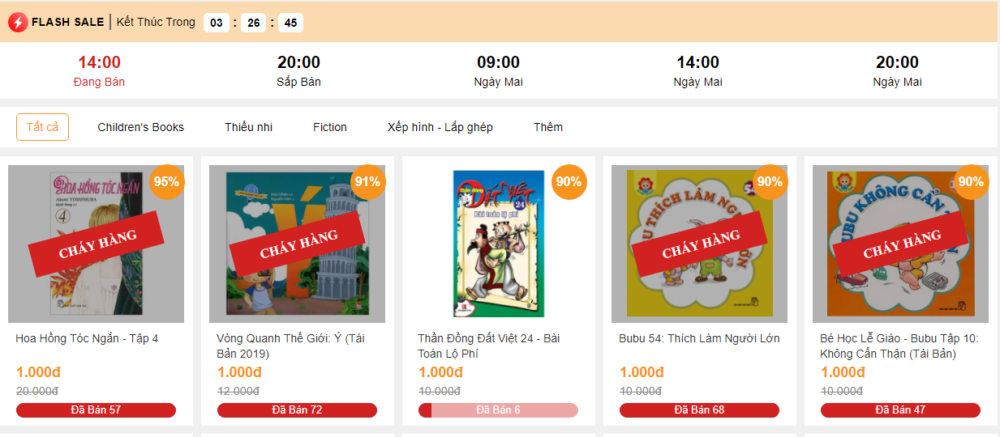 FLASH SALE | Kết Thúc Trong 03 : 26 : 45
14:00 20:00 09:00 14:00 20:00
Đang Bán Sắp Bán Ngày Mai Ngày Mai Ngày Mai
Tất cả Children's Books Thiếu nhi Fiction Xếp hình - Lắp ghép Thêm
95%
HOA HỒNG TÓC NGẮN
Akemi YOSHIMURA
4
CHÁY HÀNG
Hoa Hồng Tóc Ngắn - Tập 4
1.000đ
20.000đ
Đã Bán 57
91%
Ý
CHÁY HÀNG
Vòng Quanh Thế Giới: Ý (Tái
Bản 2019)
1.000đ
12.000đ
Đã Bán 72
90%
ĐẤT VIỆT
24
Bài toán lộ phí
Thần Đồng Đất Việt 24 - Bài
Toán Lộ Phí
1.000đ
10.000đ
Đã Bán 6
90%
U THÍCH LÀM NG
ỚN
CHÁY HÀNG
Bubu 54: Thích Làm Người Lớn
1.000đ
10.000đ
Đã Bán 68
90%
UBU KHÔNG CẨN
CHÁY HÀNG
Bé Học Lễ Giáo - Bubu Tập 10:
Không Cẩn Thận (Tái Bản)
1.000đ
10.000đ
Đã Bán 47